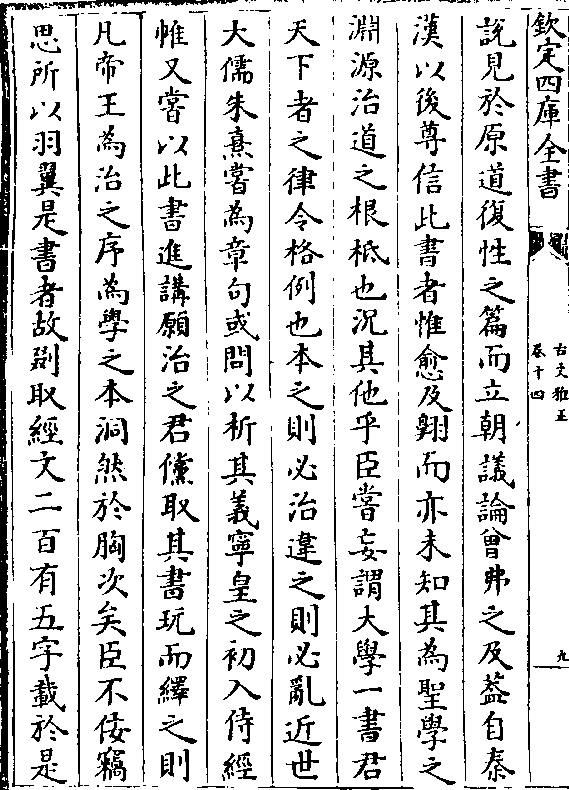 欽定四庫全書
古文雅正
卷十四
九
說見於原道復性之篇而立朝議論曾弗之及葢自秦
漢以後尊信此書者惟愈及翺而亦未知其為聖學之
淵源治道之根柢也況其他乎臣嘗妄謂大學一書君
天下者之律令格例也本之則必治違之則必亂近世
大儒朱熹嘗為章句或問以析其義寧皇之初入侍經
帷又嘗以此書進講願治之君儻取其書玩而繹之則
凡帝王為治之序為學之本洞然於胸次矣臣不佞竊
思所以羽翼是書者故剟取經文二百有五字載於是